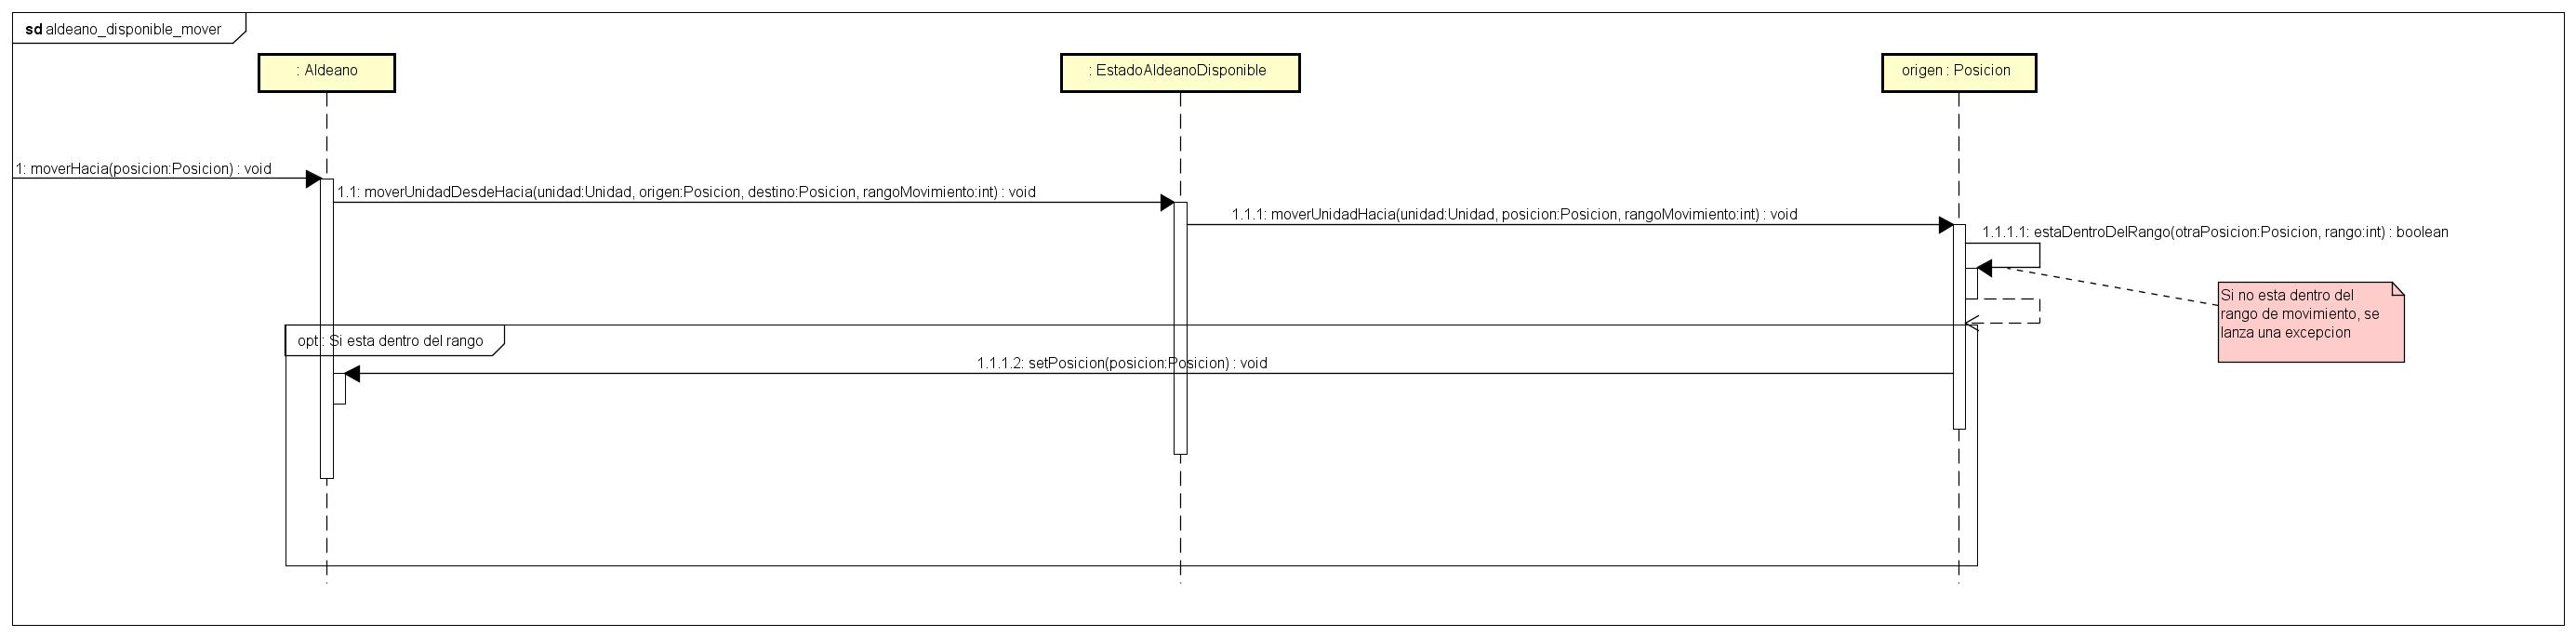 sd aldeano_disponible_mover
: Aldeano
: EstadoAldeanoDisponible
origen : Posicion
1: moverHacia(posicion:Posicion) : void
1.1: moverUnidadDesdeHacia(unidad:Unidad, origen:Posicion, destino:Posicion, rangoMovimiento:int) : void
1.1.1: moverUnidadHacia(unidad:Unidad, posicion:Posicion, rangoMovimiento:int) : void
1.1.1.1: estaDentroDelRango(otraPosicion:Posicion, rango:int) : boolean
Si no esta dentro del
rango de movimiento, se
lanza una excepcion
opt : Si esta dentro del rango
1.1.1.2: setPosicion(posicion:Posicion) : void